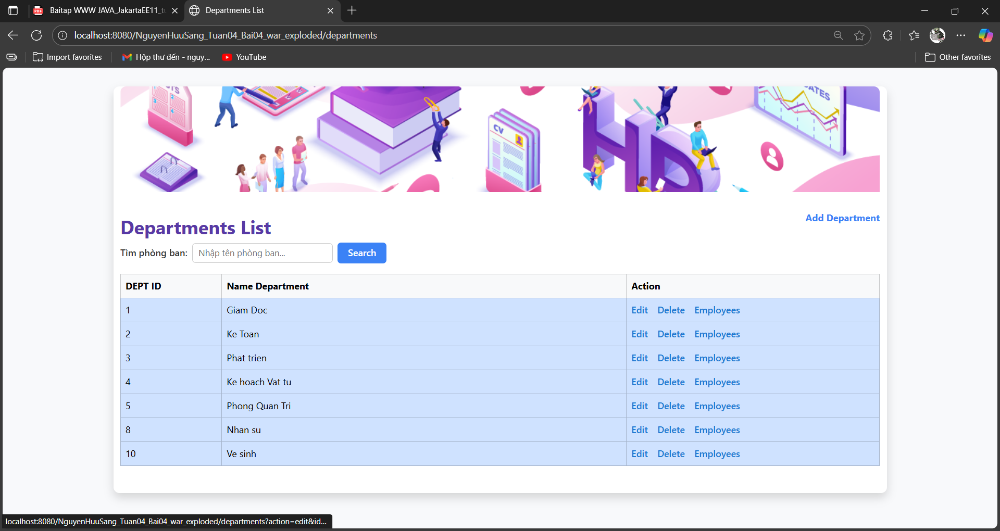 Baitap WWW JAVA_JakartaEE11_t
Departments List
localhost:8080/NguyenHuuSang_Tuan04_Bai04_war_exploded/departments
Import favorites
Hộp thư đến - nguy...
YouTube
Other favorites
CV
HD
Departments List
Add Department
Tìm phòng ban:
Nhập tên phòng ban...
Search
DEPT ID Name Department Action
1 Giam Doc Edit Delete Employees
2 Ke Toan Edit Delete Employees
3 Phat trien Edit Delete Employees
4 Ke hoach Vat tu Edit Delete Employees
5 Phong Quan Tri Edit Delete Employees
8 Nhan su Edit Delete Employees
10 Ve sinh Edit Delete Employees
localhost:8080/NguyenHuuSang_Tuan04_Bai04_war_exploded/departments?action=edit&id...